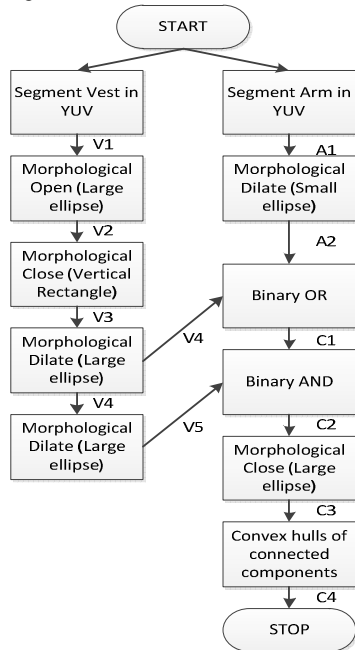 START
Segment Vest in
YUV
Segment Arm in
YUV
V1
A1
Morphological
Open (Large
ellipse)
Morphological
Dilate (Small
ellipse)
V2
A2
Morphological
Close (Vertical
Rectangle)
Binary OR
V3
V4
C1
Morphological
Dilate (Large
ellipse)
Binary AND
V4
V5
C2
Morphological
Dilate (Large
ellipse)
Morphological
Close (Large
ellipse)
C3
Convex hulls of
connected
components
C4
STOP